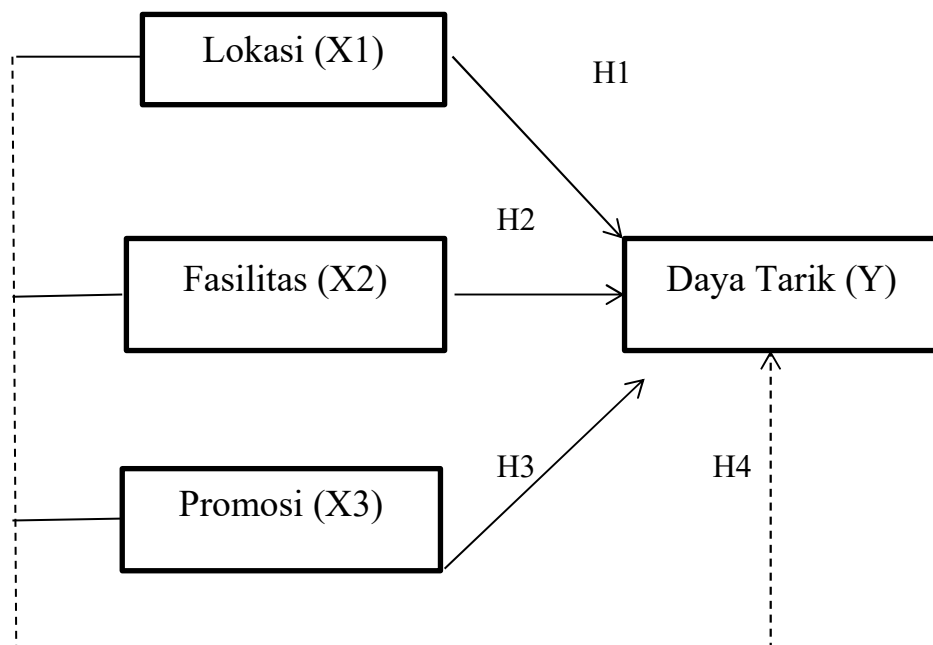 Lokasi (X1)
H1
H2
Fasilitas (X2)
Daya Tarik (Y)
H3
H4
Promosi (X3)